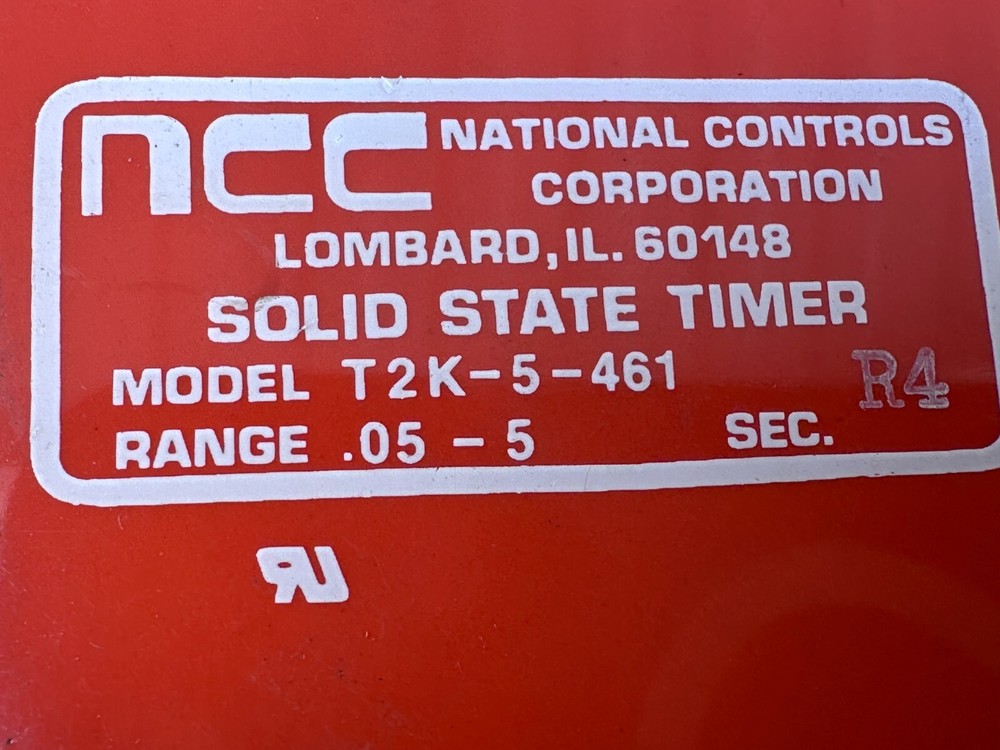 ncc NATIONAL CONTROLS
CORPORATION
LOMBARD, IL. 60148
SOLID STATE TIMER
MODEL T2K-5-461 R4
RANGE .05 - 5 SEC.
RU